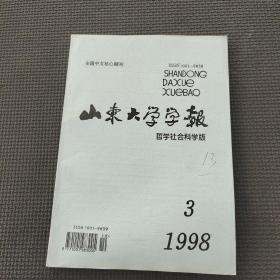 全国中文核心期刊
ISSN 1001-9839
SHANDONG
DAXUE
XUEBAO
山东大学学报
哲学社会科学版
13
3
1998
ISSN 1001-9839